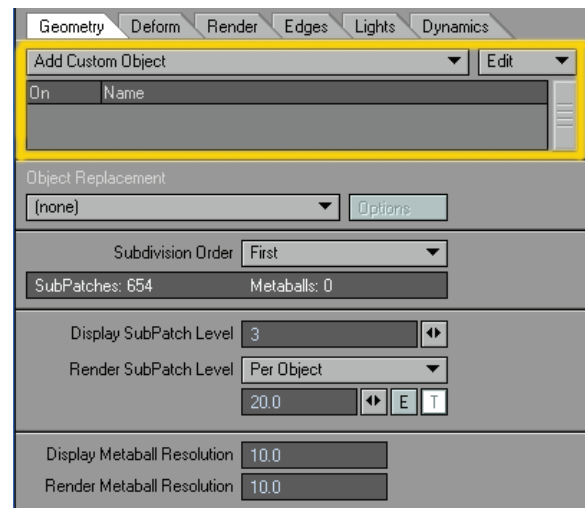 Geometry Deform Render Edges Lights Dynamics
Add Custom Object Edit
On Name
Object Replacement
(none) Options
Subdivision Order First
SubPatches: 654 Metaballs: 0
Display SubPatch Level 3
Render SubPatch Level Per Object
20.0 E T
Display Metaball Resolution 10.0
Render Metaball Resolution 10.0